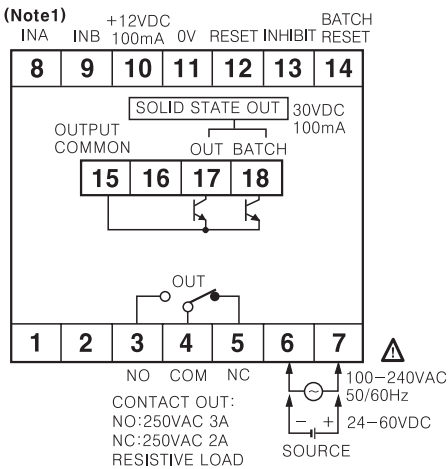 (Note1)
INA INB +12VDC 100mA 0V RESET INHIBIT BATCH RESET
8 9 10 11 12 13 14
SOLID STATE OUT 30VDC 100mA
OUTPUT COMMON OUT BATCH
15 16 17 18
OUT
1 2 3 4 5 6 7
NO COM NC
100-240VAC
50/60Hz
CONTACT OUT:
NO:250VAC 3A
NC:250VAC 2A
RESISTIVE LOAD
- + 24-60VDC
SOURCE